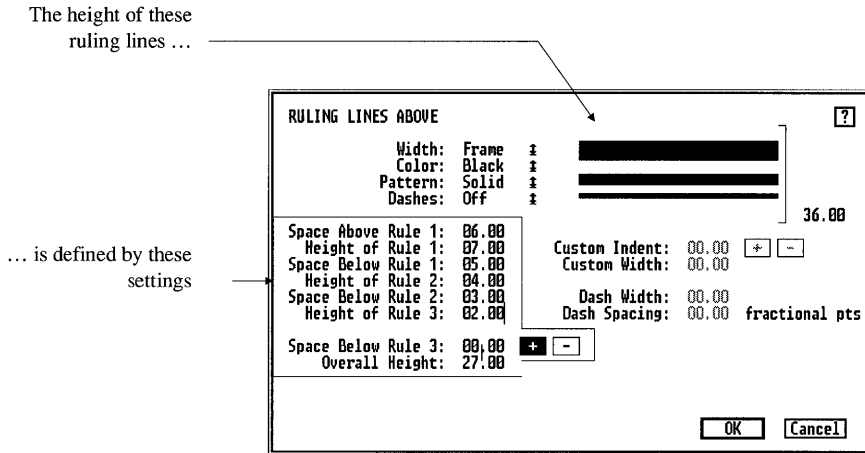 The height of these
ruling lines …
RULING LINES ABOVE
?
Width: Frame
Color: Black
Pattern: Solid
Dashes: Off
36.00
… is defined by these
settings
Space Above Rule 1: 06.00
Height of Rule 1: 07.00
Space Below Rule 1: 05.00
Height of Rule 2: 04.00
Space Below Rule 2: 03.00
Height of Rule 3: 02.00
Space Below Rule 3: 00.00 + -
Overall Height: 27.00
Custom Indent: 00.00 + -
Custom Width: 00.00
Dash Width: 00.00
Dash Spacing: 00.00 fractional pts
OK Cancel